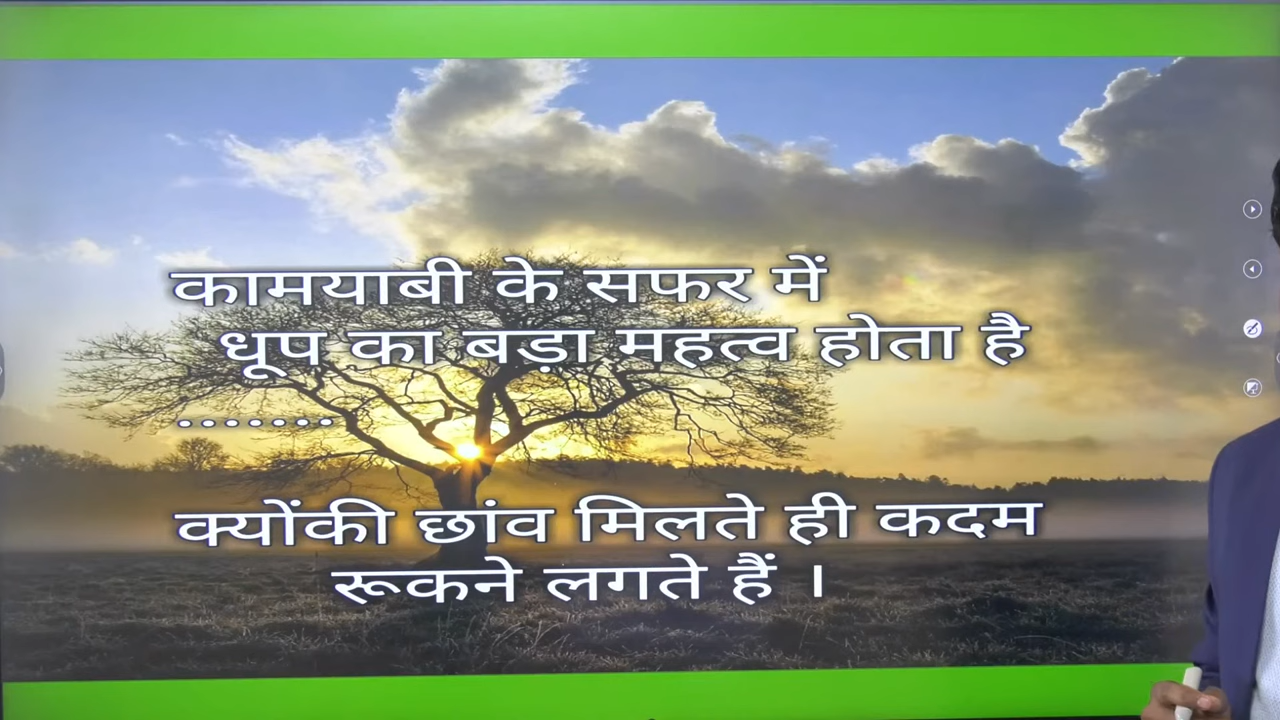 कामयाबी के सफर में
धूप का बड़ा महत्व होता है
.......
क्योंकी छांव मिलते ही कदम
रूकने लगते हैं ।